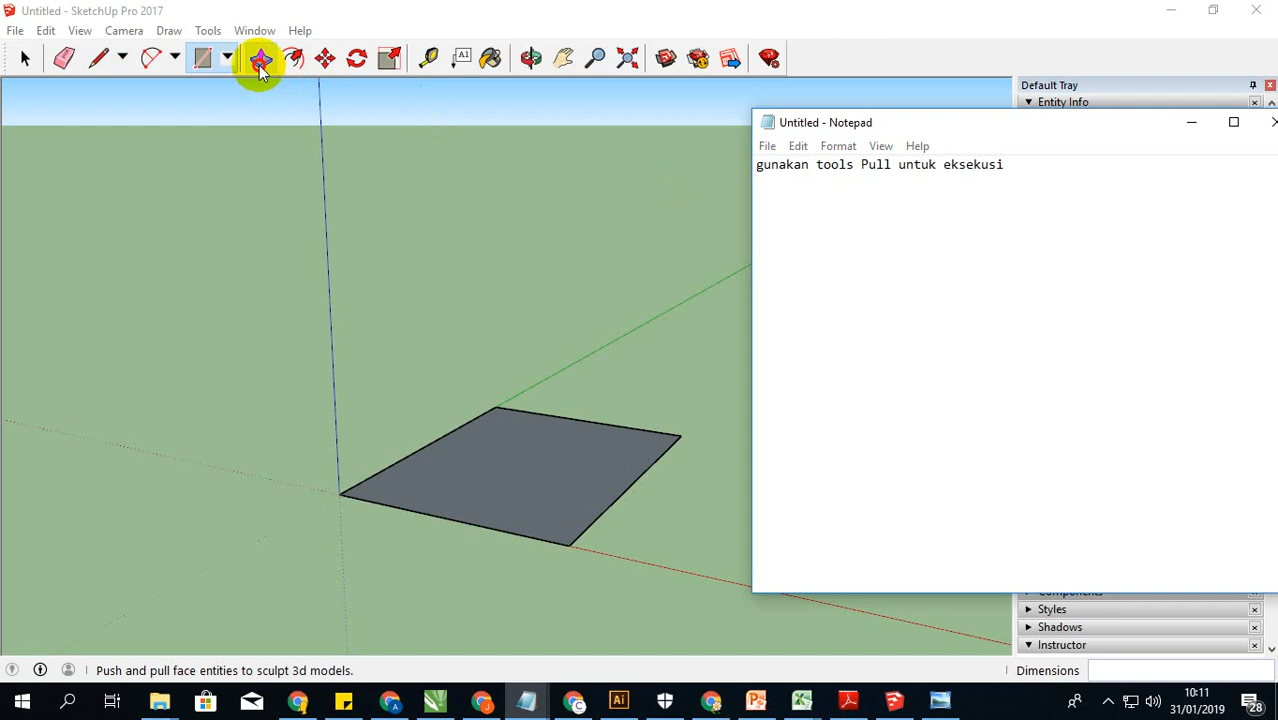 Untitled - SketchUp Pro 2017
File Edit View Camera Draw Tools Window Help
A1
Default Tray
Entity Info
Untitled - Notepad
File Edit Format View Help
gunakan tools Pull untuk eksekusi
Styles
Shadows
Instructor
Push and pull face entities to sculpt 3d models.
Dimensions
10:11
31/01/2019
28